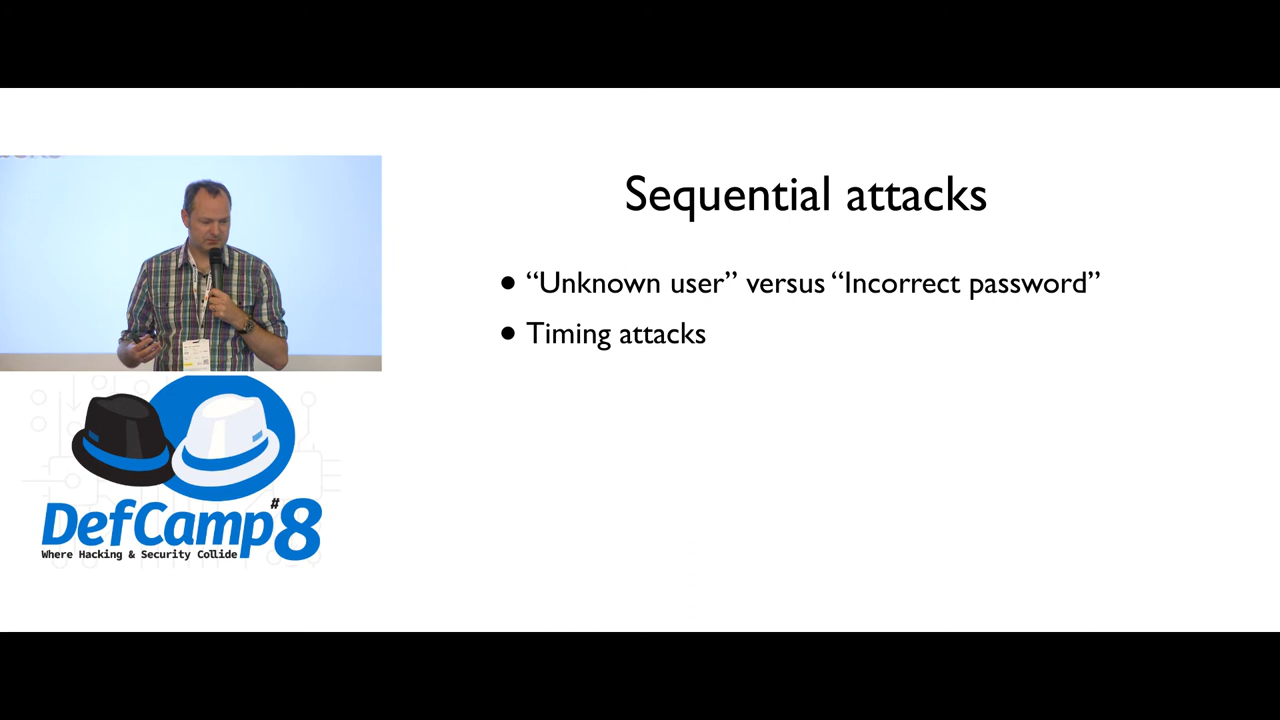 Sequential attacks
• “Unknown user” versus “Incorrect password”
• Timing attacks
DefCamp#8
Where Hacking & Security Collide